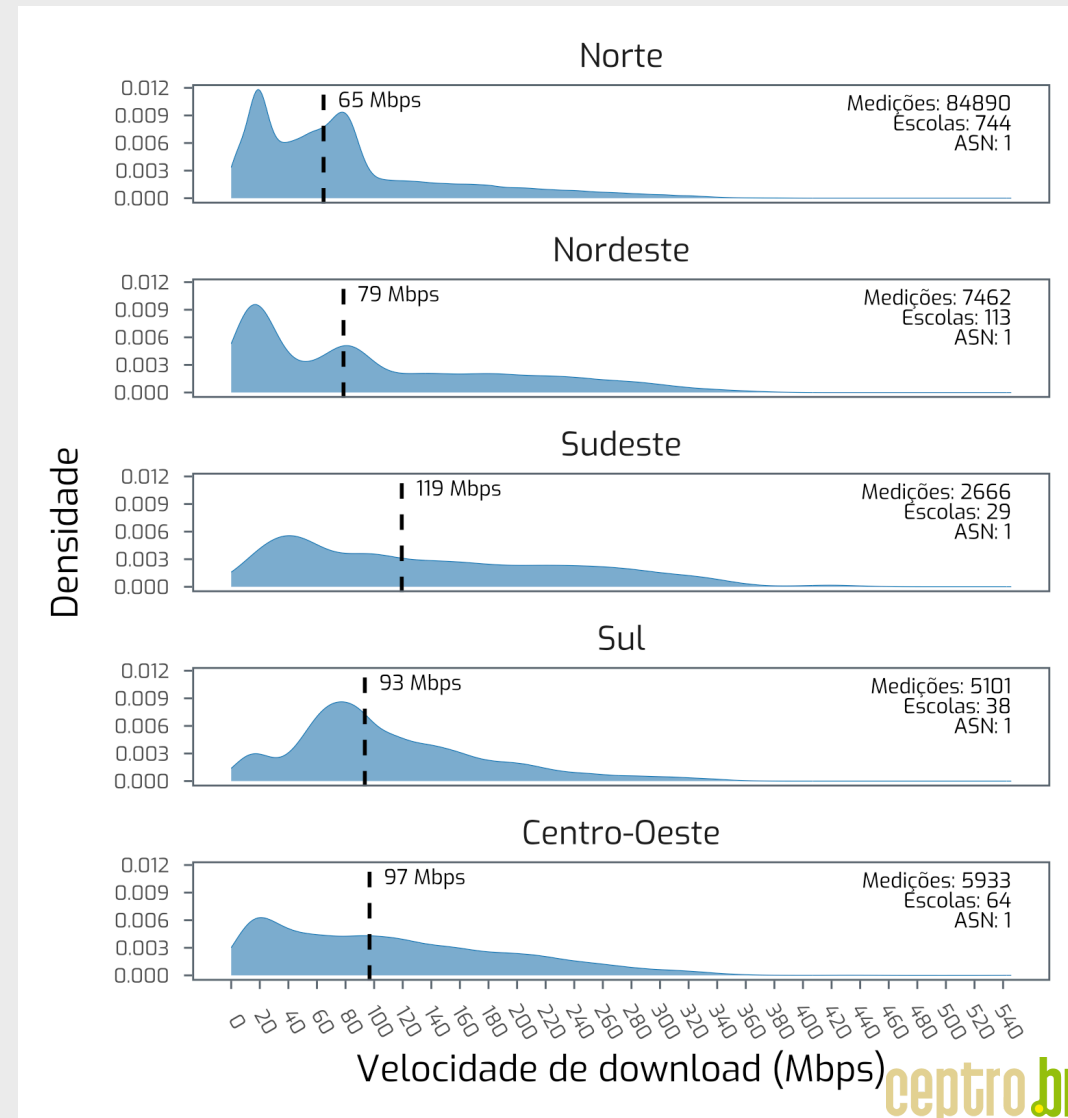 Norte
0.012
0.009
0.006
0.003
0.000
65 Mbps
Medições: 84890
Escolas: 744
ASN: 1
Nordeste
0.012
0.009
0.006
0.003
0.000
79 Mbps
Medições: 7462
Escolas: 113
ASN: 1
Sudeste
0.012
0.009
0.006
0.003
0.000
119 Mbps
Medições: 2666
Escolas: 29
ASN: 1
Densidade
Sul
0.012
0.009
0.006
0.003
0.000
93 Mbps
Medições: 5101
Escolas: 38
ASN: 1
Centro-Oeste
0.012
0.009
0.006
0.003
0.000
97 Mbps
Medições: 5933
Escolas: 64
ASN: 1
0 20 40 60 80 100 120 140 160 180 200 220 240 260 280 300 320 340 360 380 400 420 440 460 480 500 520 540
Velocidade de download (Mbps)
ceptro.br